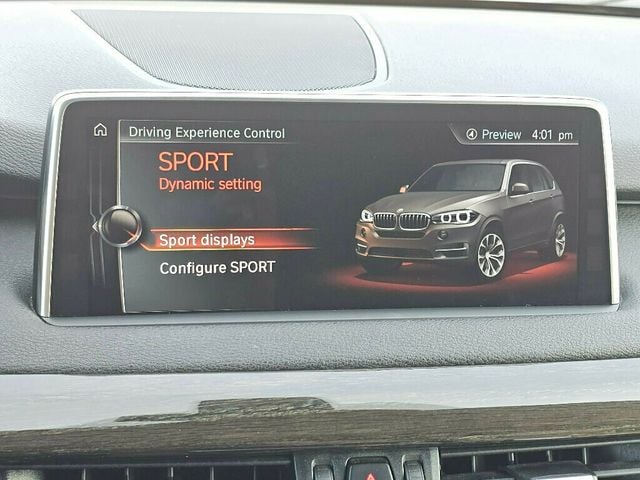 Driving Experience Control
Preview 4:01 pm
SPORT
Dynamic setting
Sport displays
Configure SPORT